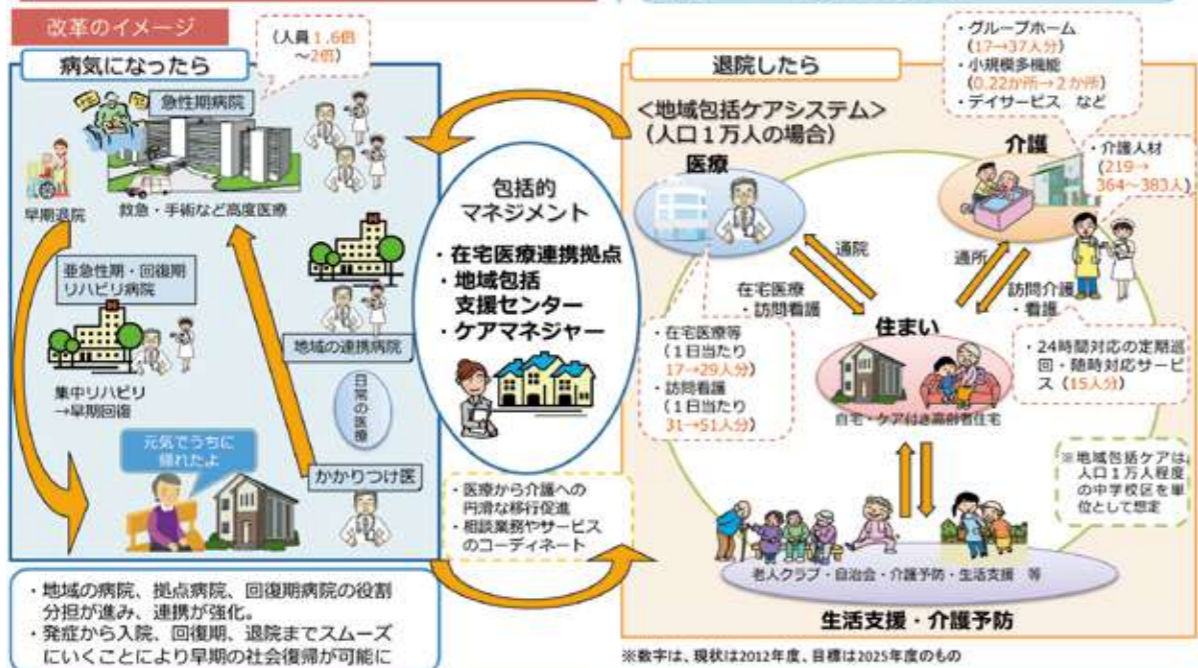 改革のイメージ
病気になったら
(人員1.6倍
～2倍)
急性期病院
早期退院
救急・手術など高度医療
亜急性期・回復期
リハビリ病院
地域の連携病院
集中リハビリ
→早期回復
日常の医療
元気でうちに
帰れたよ
かかりつけ医
・地域の病院、拠点病院、回復期病院の役割
分担が進み、連携が強化。
・発症から入院、回復期、退院までスムーズ
にいくことにより早期の社会復帰が可能に
包括的
マネジメント
・在宅医療連携拠点
・地域包括
支援センター
・ケアマネジャー
・医療から介護への
円滑な移行促進
・相談業務やサービス
のコーディネート
退院したら
<地域包括ケアシステム>
(人口1万人の場合)
・グループホーム
(17→37人分)
・小規模多機能
(0.22か所→2か所)
・デイサービス など
医療
介護
・介護人材
(219→
364～383人)
通院
通所
在宅医療
・訪問看護
訪問介護
・看護
住まい
・在宅医療等
(1日当たり
17→29人分)
・訪問看護
(1日当たり
31→51人分)
・24時間対応の定期巡
回・随時対応サービ
ス(15人分)
自宅・ケア付き高齢者住宅
※地域包括ケアは、
人口1万人程度
の中学校区を単
位として想定
老人クラブ・自治会・介護予防・生活支援 等
生活支援・介護予防
※数字は、現状は2012年度、目標は2025年度のもの